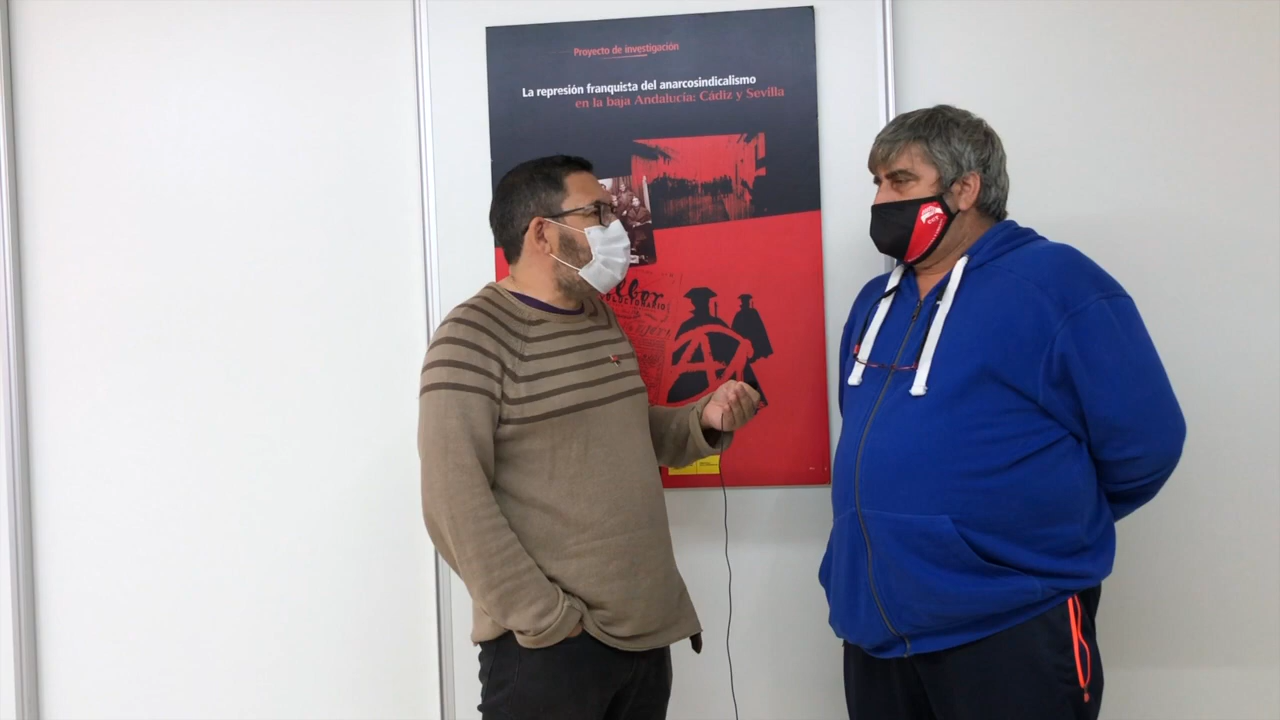 Proyecto de investigación
La represión franquista del anarcosindicalismo
en la baja Andalucía: Cádiz y Sevilla